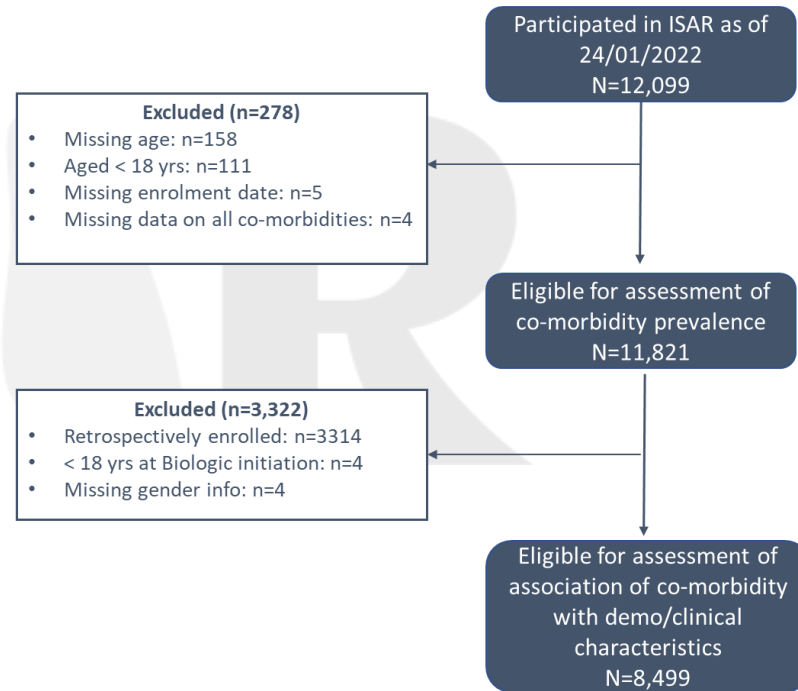 Participated in ISAR as of
24/01/2022
N=12,099
Excluded (n=278)
• Missing age: n=158
• Aged < 18 yrs: n=111
• Missing enrolment date: n=5
• Missing data on all co-morbidities: n=4
Eligible for assessment of
co-morbidity prevalence
N=11,821
Excluded (n=3,322)
• Retrospectively enrolled: n=3314
• < 18 yrs at Biologic initiation: n=4
• Missing gender info: n=4
Eligible for assessment of
association of co-morbidity
with demo/clinical
characteristics
N=8,499